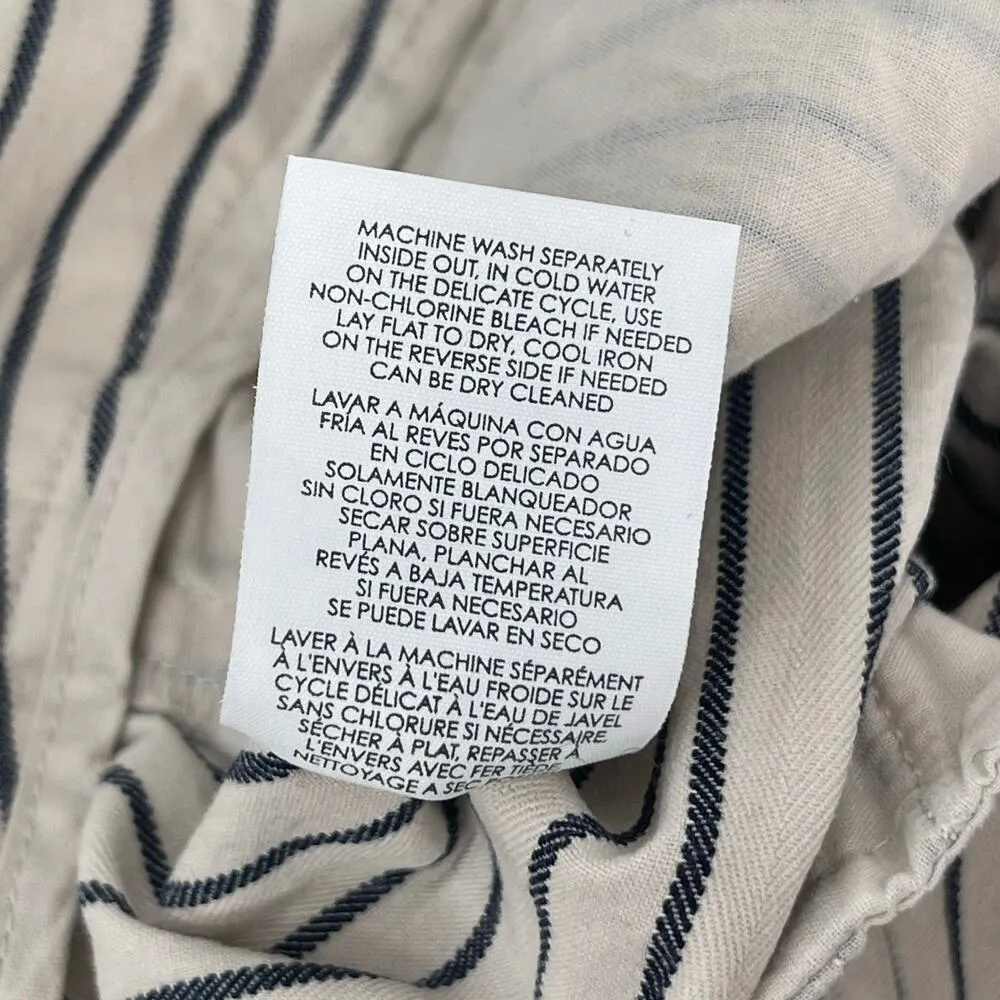 MACHINE WASH SEPARATELY
INSIDE OUT, IN COLD WATER
ON THE DELICATE CYCLE, USE
NON-CHLORINE BLEACH IF NEEDED
LAY FLAT TO DRY, COOL IRON
ON THE REVERSE SIDE IF NEEDED
CAN BE DRY CLEANED
LAVAR A MÁQUINA CON AGUA
FRÍA AL REVES POR SEPARADO
EN CICLO DELICADO
SOLAMENTE BLANQUEADOR
SIN CLORO SI FUERA NECESARIO
SECAR SOBRE SUPERFICIE
PLANA, PLANCHAR AL
REVÉS A BAJA TEMPERATURA
SI FUERA NECESARIO
SE PUEDE LAVAR EN SECO
LAVER À LA MACHINE SÉPARÉMENT
À L'ENVERS À L'EAU FROIDE SUR LE
CYCLE DÉLICAT À L'EAU DE JAVEL
SANS CHLORURE SI NÉCESSAIRE
SÉCHER À PLAT, REPASSER À
L'ENVERS AVEC FER TIÈDE
NETTOYAGE A SEC